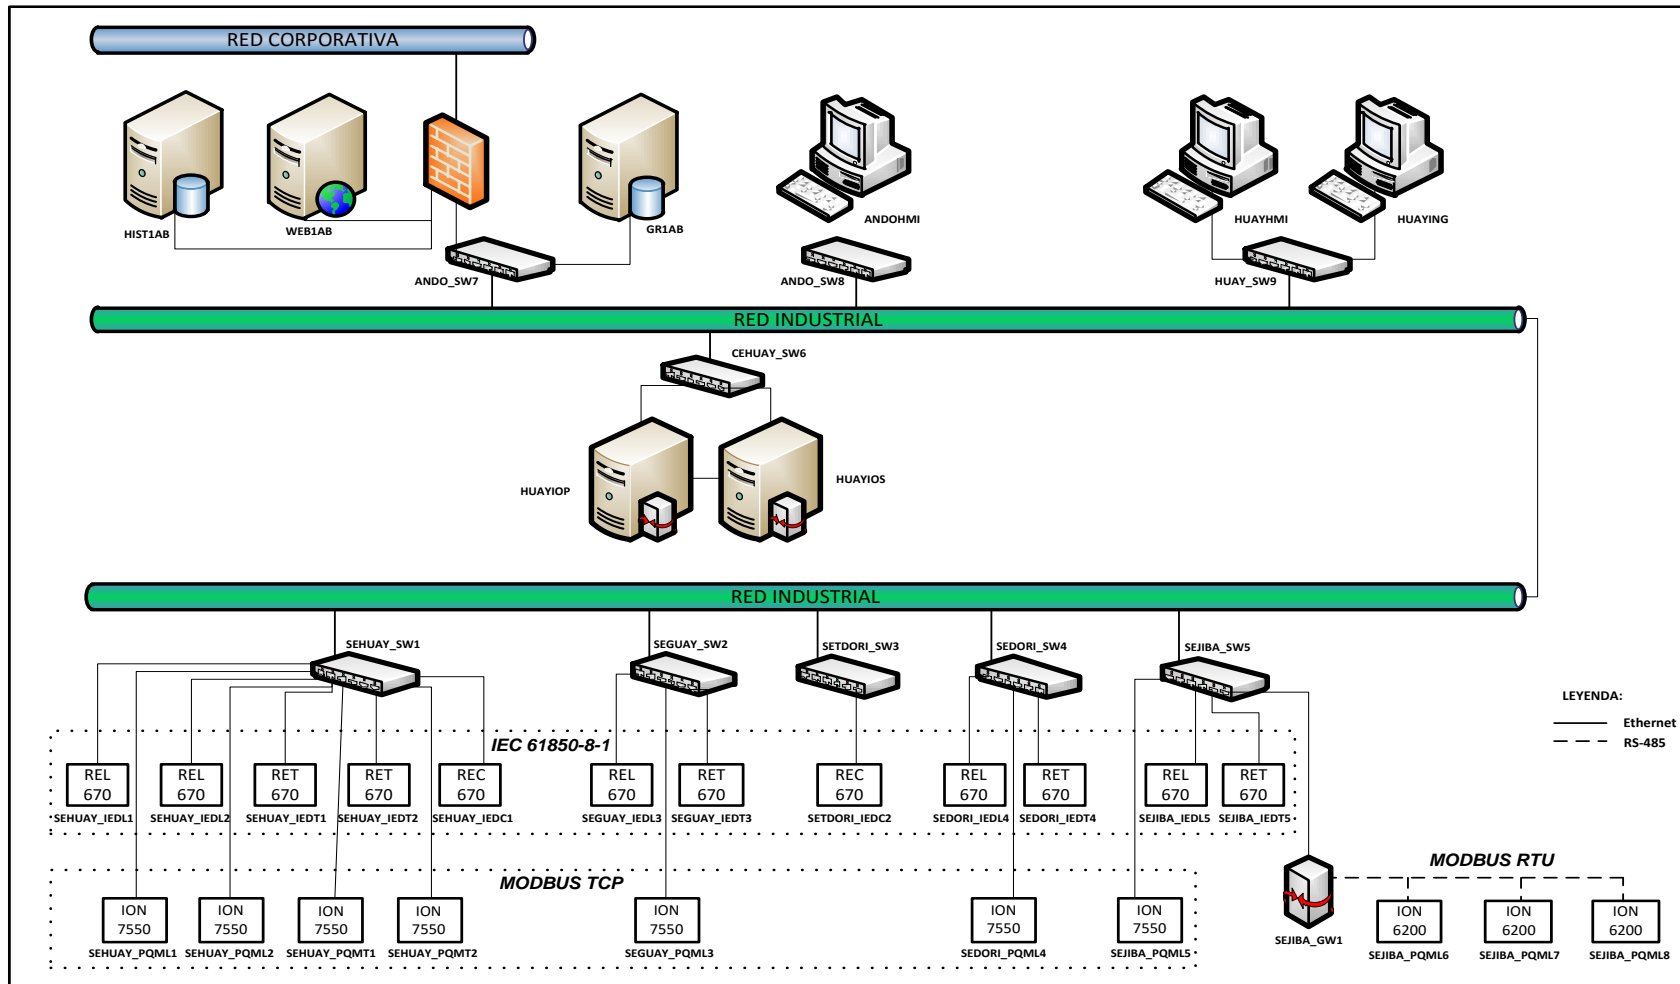 RED CORPORATIVA
HIST1AB
WEB1AB
GR1AB
ANDOHMI
HUAYHMI
HUAYING
ANDO_SW7
ANDO_SW8
HUAY_SW9
RED INDUSTRIAL
CEHUAY_SW6
HUAYIOP
HUAYIOS
RED INDUSTRIAL
SEHUAY_SW1
SEGUAY_SW2
SETDORI_SW3
SEDORI_SW4
SEJIBA_SW5
LEYENDA:
Ethernet
RS-485
IEC 61850-8-1
REL
670
SEHUAY_IEDL1
REL
670
SEHUAY_IEDL2
RET
670
SEHUAY_IEDT1
RET
670
SEHUAY_IEDT2
REC
670
SEHUAY_IEDC1
REL
670
SEGUAY_IEDL3
RET
670
SEGUAY_IEDT3
REC
670
SETDORI_IEDC2
REL
670
SEDORI_IEDL4
RET
670
SEDORI_IEDT4
REL
670
SEJIBA_IEDL5
RET
670
SEJIBA_IEDT5
MODBUS TCP
ION
7550
SEHUAY_PQML1
ION
7550
SEHUAY_PQML2
ION
7550
SEHUAY_PQMT1
ION
7550
SEHUAY_PQMT2
ION
7550
SEGUAY_PQML3
ION
7550
SEDORI_PQML4
ION
7550
SEJIBA_PQML5
SEJIBA_GW1
MODBUS RTU
ION
6200
SEJIBA_PQML6
ION
6200
SEJIBA_PQML7
ION
6200
SEJIBA_PQML8